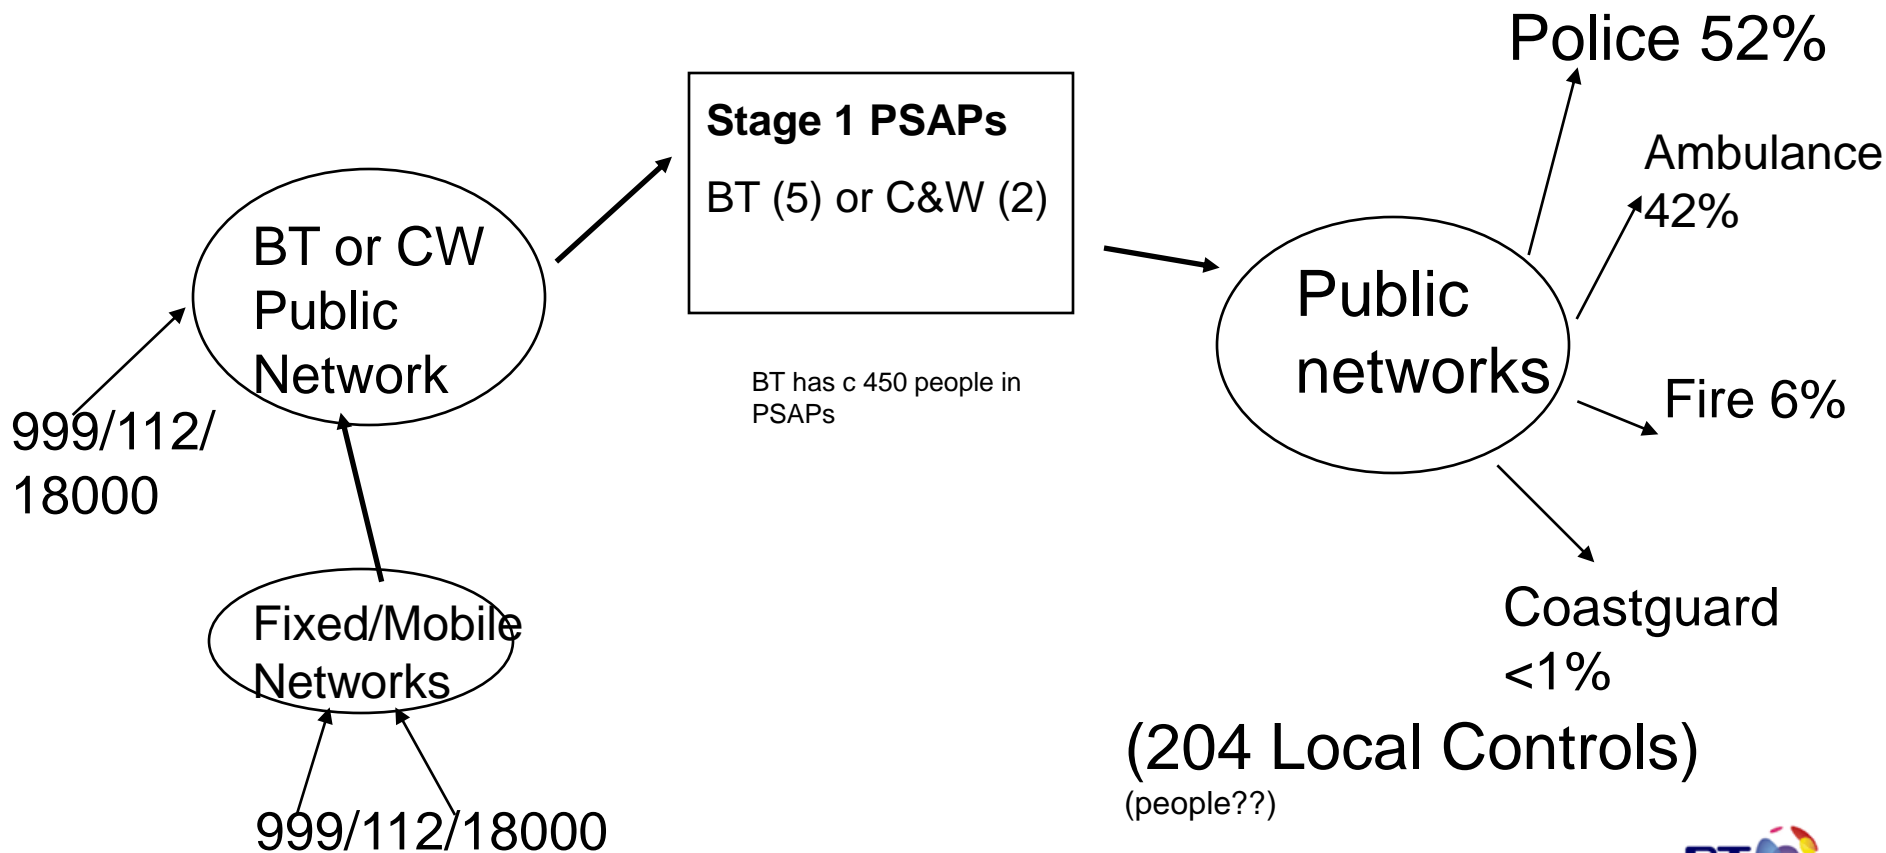 Police 52%
Stage 1 PSAPs
BT (5) or C&W (2)
Ambulance
42%
BT or CW
Public
Network
Public
networks
BT has c 450 people in
PSAPs
Fire 6%
999/112/
18000
Fixed/Mobile
Networks
Coastguard
<1%
(204 Local Controls)
(people??)
999/112/18000
BT